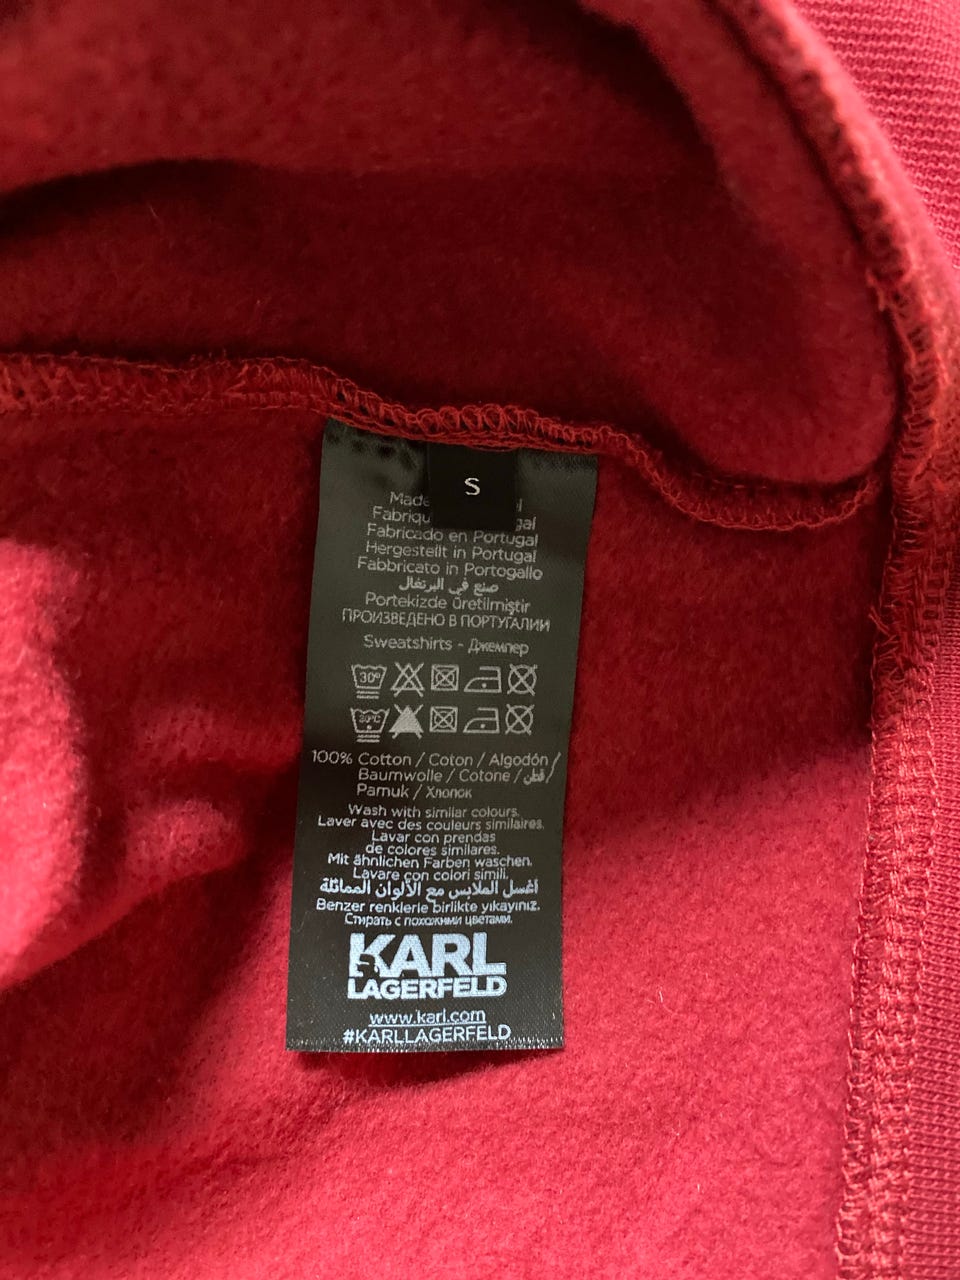 S
Made
Fabriqu
Fabricado en Portugal
Hergestellt in Portugal
Fabbricato in Portogallo
صنع في البرتغال
Portekizde üretilmiştir
ПРОИЗВЕДЕНО В ПОРТУГАЛИИ
Sweatshirts - Джемпер
30º
30ºC
100% Cotton / Coton / Algodón /
Baumwolle / Cotone / قطن /
Pamuk / Хлопок
Wash with similar colours.
Laver avec des couleurs similaires.
Lavar con prendas
de colores similares.
Mit ähnlichen Farben waschen.
Lavare con colori simili.
أغسل الملابس مع الألوان المماثلة
Benzer renklerle birlikte yıkayınız.
Стирать с похожими цветами.
KARL
LAGERFELD
www.karl.com
#KARLLAGERFELD